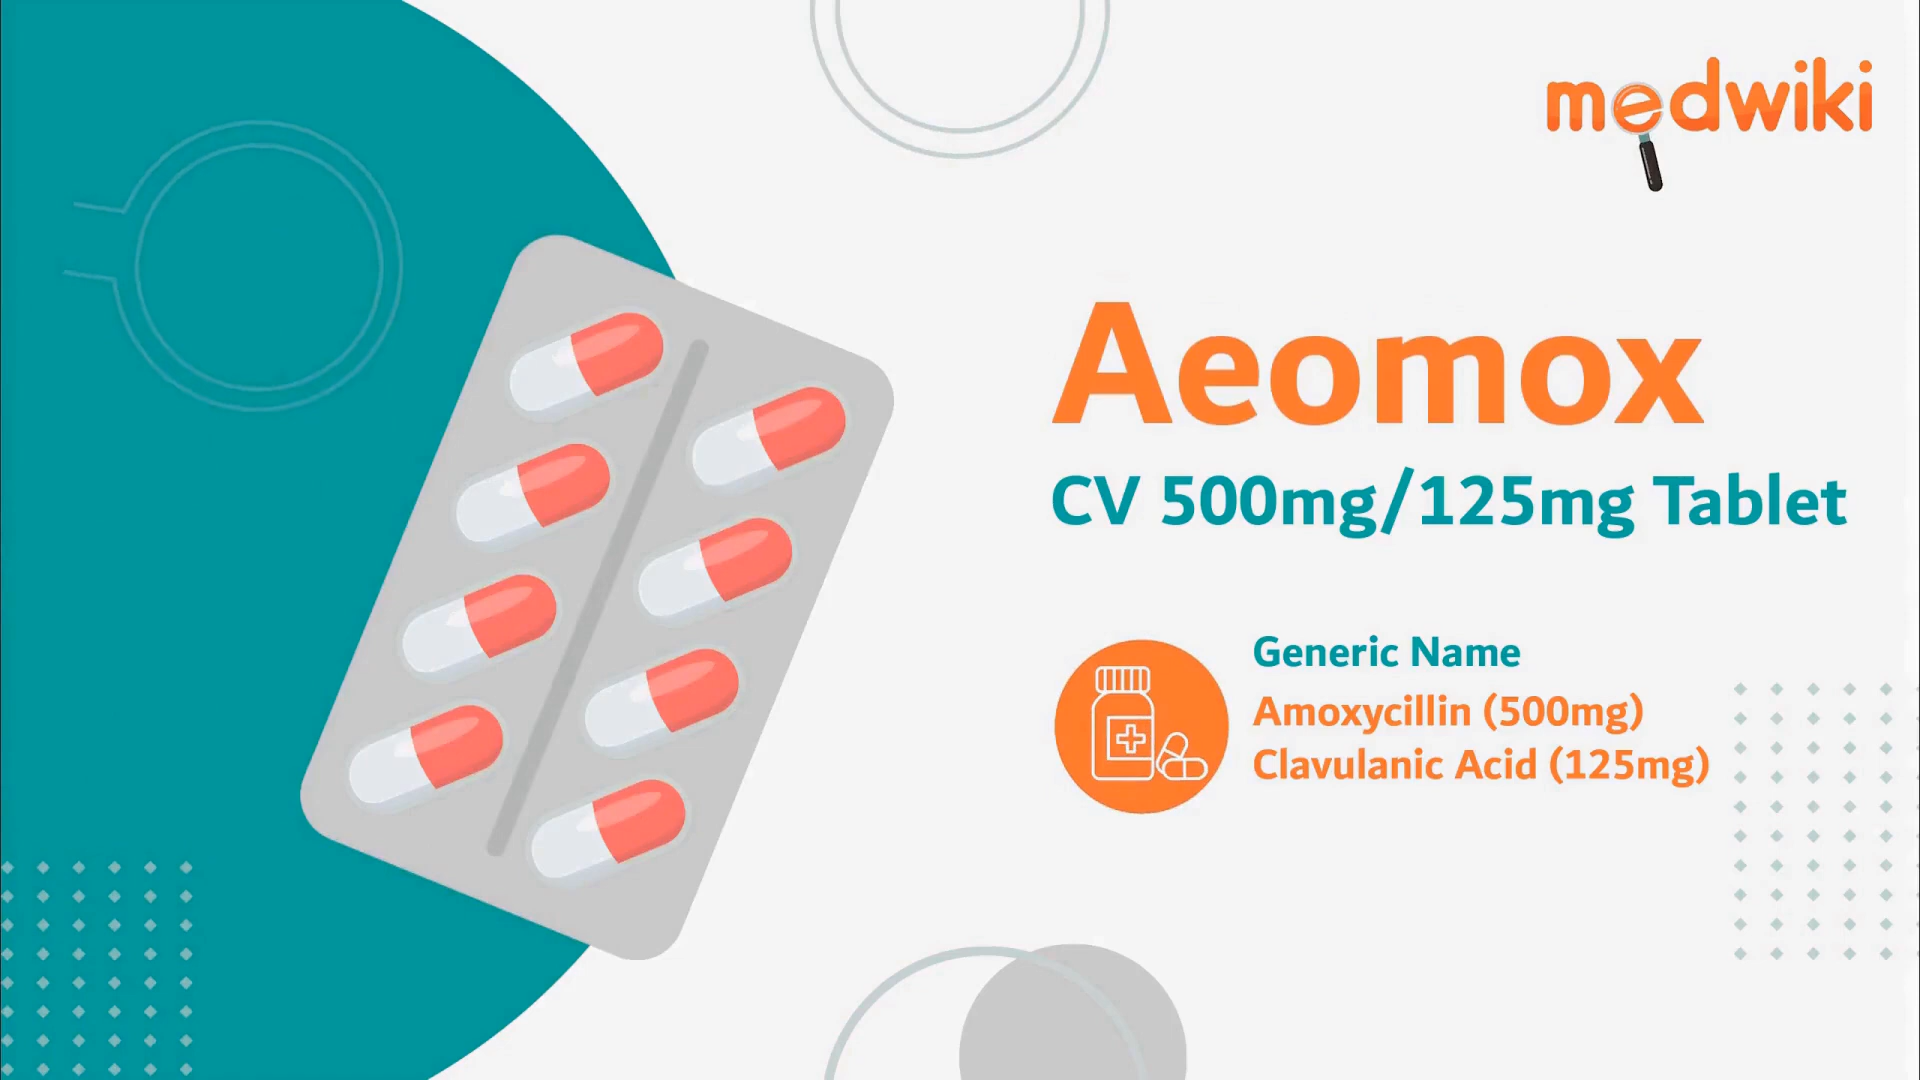 medwiki
Aeomox
CV 500mg/125mg Tablet
Generic Name
Amoxycillin (500mg)
Clavulanic Acid (125mg)